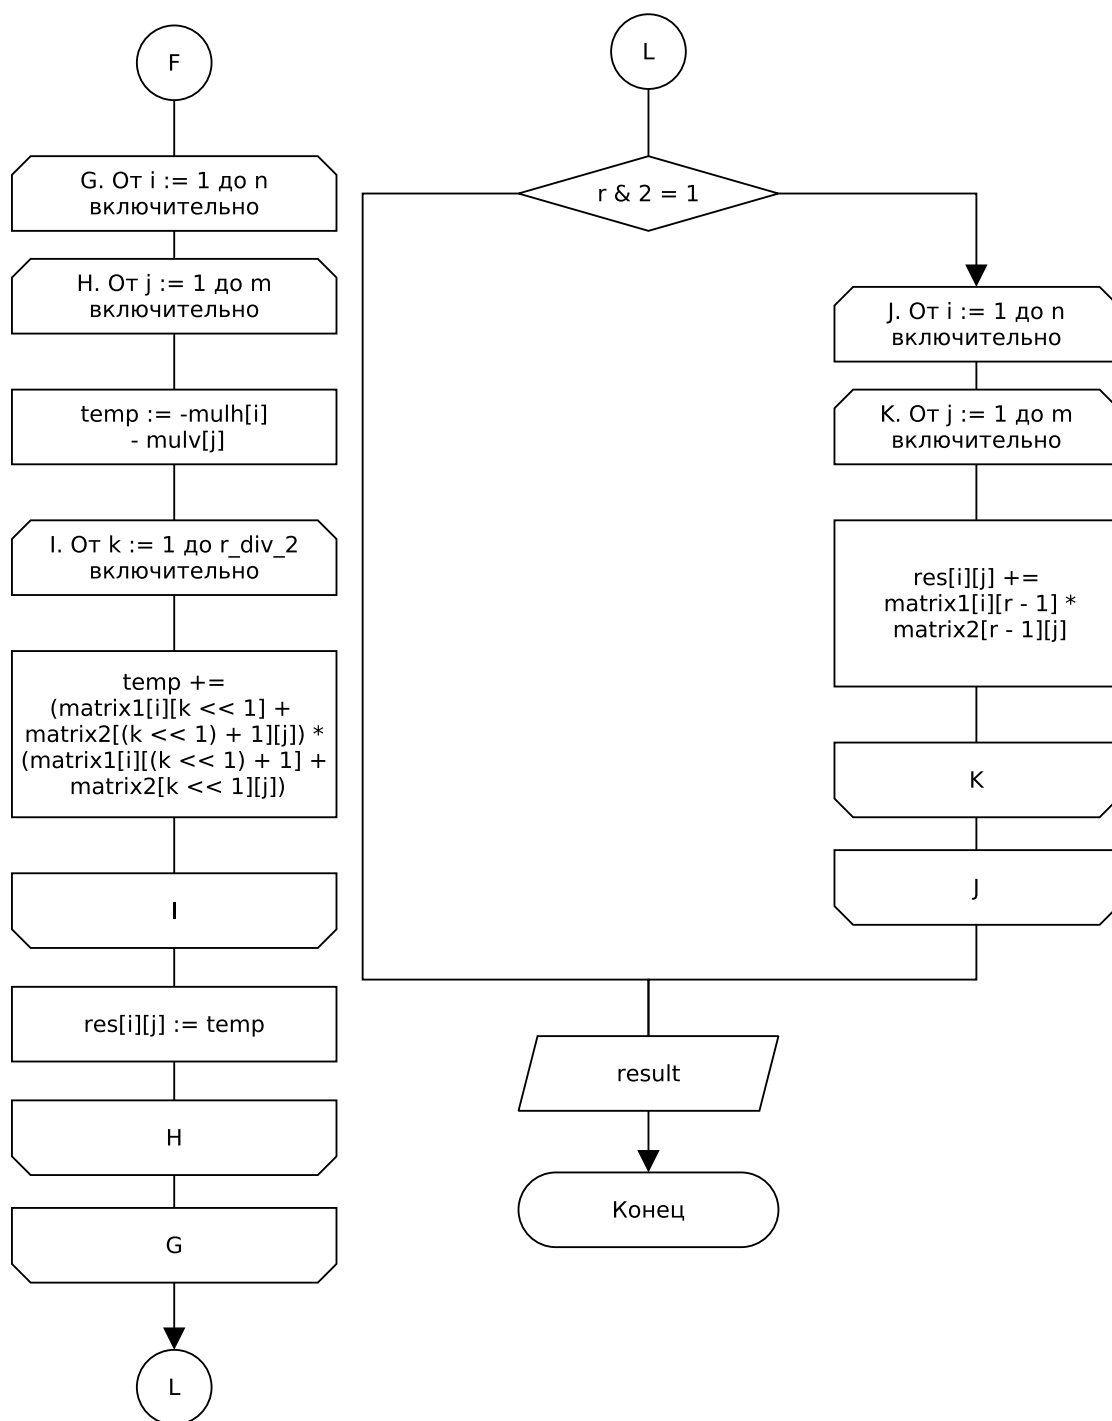 F
G. От i := 1 до n
включительно
H. От j := 1 до m
включительно
temp := -mulh[i]
- mulv[j]
I. От k := 1 до r_div_2
включительно
temp +=
(matrix1[i][k << 1] +
matrix2[(k << 1) + 1][j]) *
(matrix1[i][(k << 1) + 1] +
matrix2[k << 1][j])
I
res[i][j] := temp
H
G
L
L
r & 2 = 1
J. От i := 1 до n
включительно
K. От j := 1 до m
включительно
res[i][j] +=
matrix1[i][r - 1] *
matrix2[r - 1][j]
K
J
result
Конец